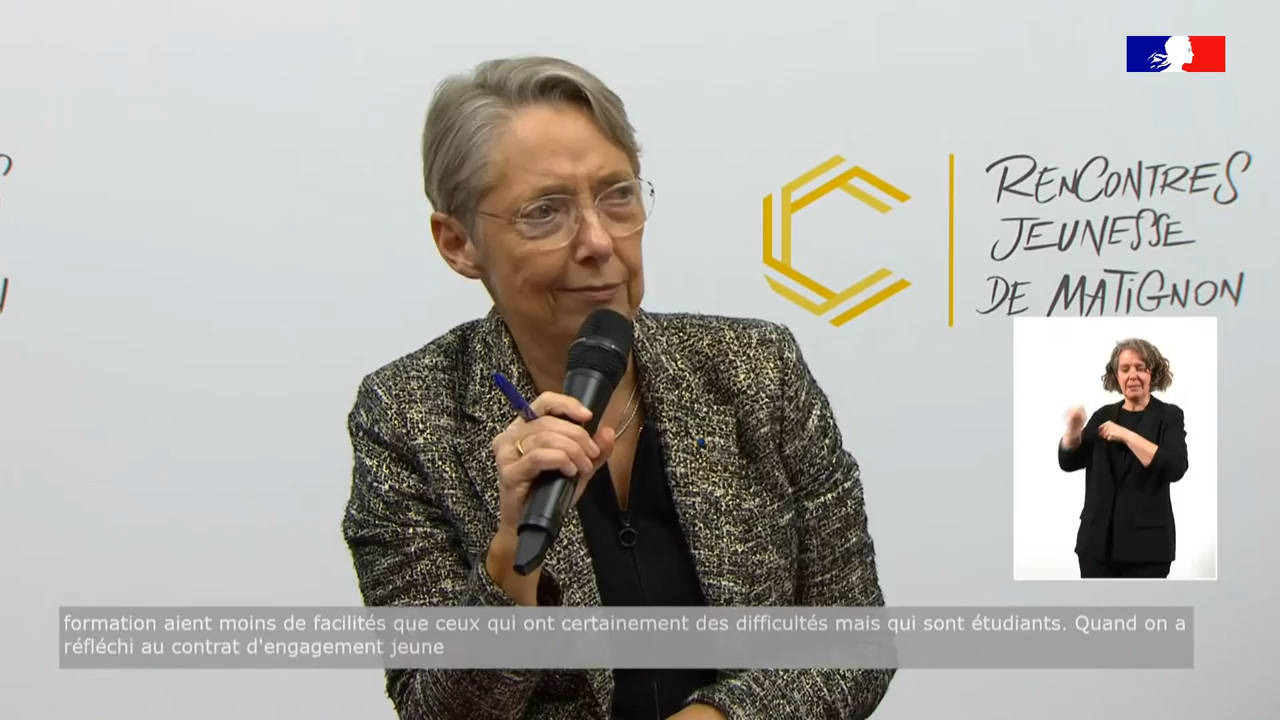 RENCONTRES
JEUNESSE
DE MATIGNON
formation aient moins de facilités que ceux qui ont certainement des difficultés mais qui sont étudiants. Quand on a
réfléchi au contrat d'engagement jeune